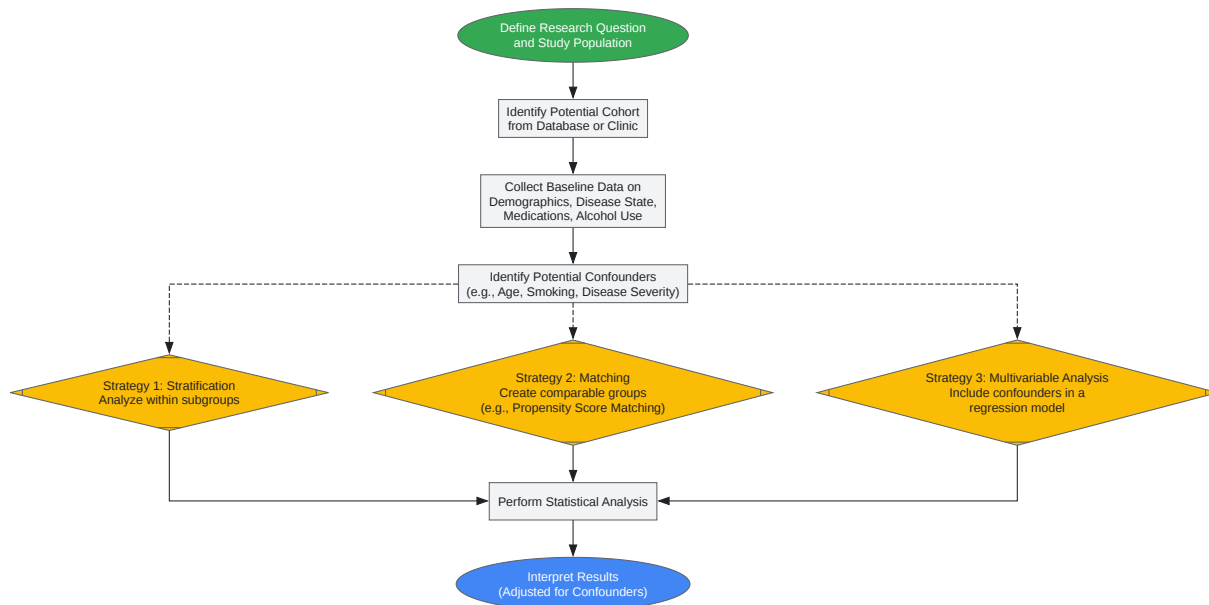 Define Research Question
and Study Population
Identify Potential Cohort
from Database or Clinic
Collect Baseline Data on
Demographics, Disease State,
Medications, Alcohol Use
Identify Potential Confounders
(e.g., Age, Smoking, Disease Severity)
Strategy 1: Stratification
Analyze within subgroups
Strategy 2: Matching
Create comparable groups
(e.g., Propensity Score Matching)
Strategy 3: Multivariable Analysis
Include confounders in a
regression model
Perform Statistical Analysis
Interpret Results
(Adjusted for Confounders)